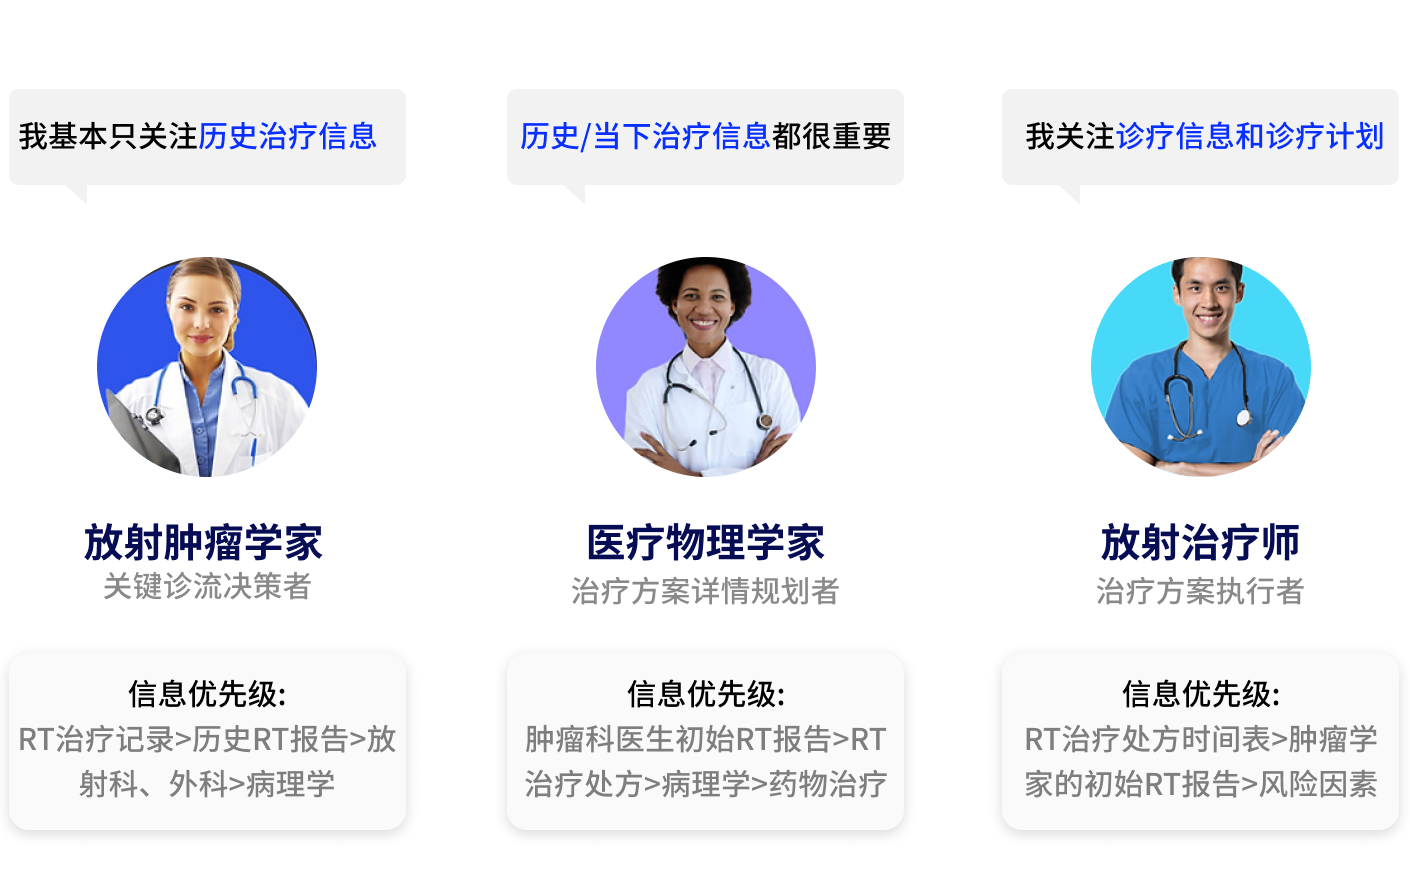 我基本只关注历史治疗信息
历史/当下治疗信息都很重要
我关注诊疗信息和诊疗计划
放射肿瘤学家
关键诊流决策者
医疗物理学家
治疗方案详情规划者
放射治疗师
治疗方案执行者
信息优先级:
RT治疗记录>历史RT报告>放
射科、外科>病理学
信息优先级:
肿瘤科医生初始RT报告>RT
治疗处方>病理学>药物治疗
信息优先级:
RT治疗处方时间表>肿瘤学
家的初始RT报告>风险因素